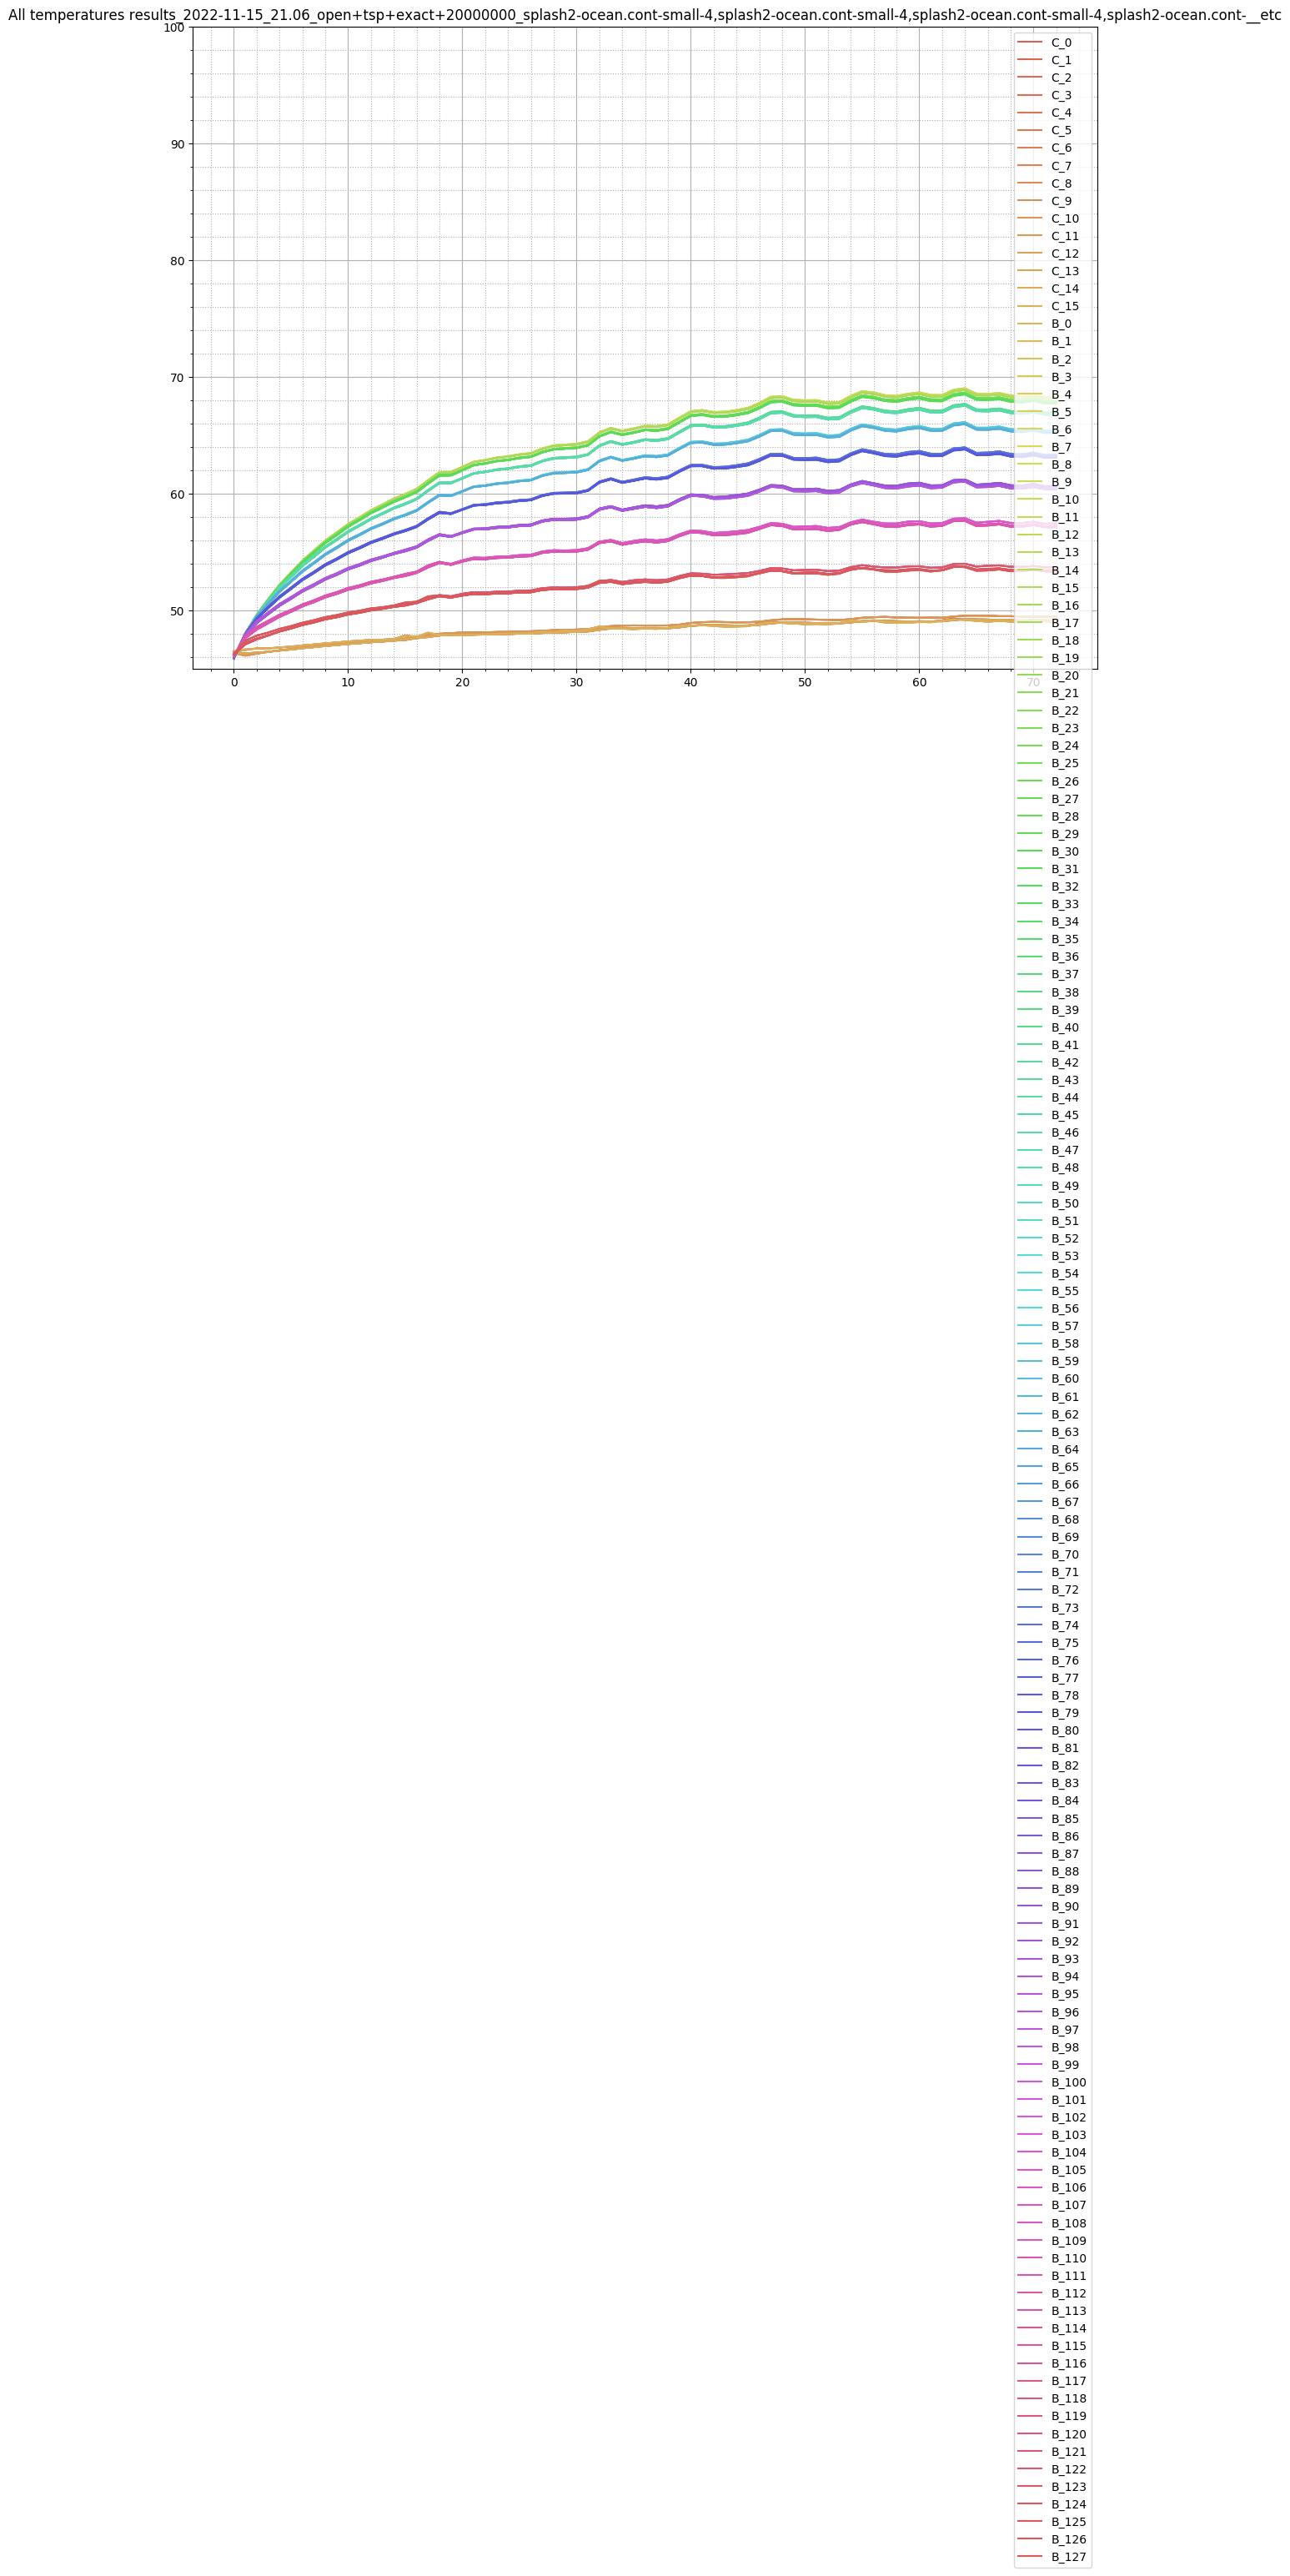 All temperatures results_2022-11-15_21.06_open+tsp+exact+20000000_splash2-ocean.cont-small-4,splash2-ocean.cont-small-4,splash2-ocean.cont-small-4,splash2-ocean.cont-__etc
100
90
80
70
60
50
0
10
20
30
40
50
60
70
C_0
C_1
C_2
C_3
C_4
C_5
C_6
C_7
C_8
C_9
C_10
C_11
C_12
C_13
C_14
C_15
B_0
B_1
B_2
B_3
B_4
B_5
B_6
B_7
B_8
B_9
B_10
B_11
B_12
B_13
B_14
B_15
B_16
B_17
B_18
B_19
B_20
B_21
B_22
B_23
B_24
B_25
B_26
B_27
B_28
B_29
B_30
B_31
B_32
B_33
B_34
B_35
B_36
B_37
B_38
B_39
B_40
B_41
B_42
B_43
B_44
B_45
B_46
B_47
B_48
B_49
B_50
B_51
B_52
B_53
B_54
B_55
B_56
B_57
B_58
B_59
B_60
B_61
B_62
B_63
B_64
B_65
B_66
B_67
B_68
B_69
B_70
B_71
B_72
B_73
B_74
B_75
B_76
B_77
B_78
B_79
B_80
B_81
B_82
B_83
B_84
B_85
B_86
B_87
B_88
B_89
B_90
B_91
B_92
B_93
B_94
B_95
B_96
B_97
B_98
B_99
B_100
B_101
B_102
B_103
B_104
B_105
B_106
B_107
B_108
B_109
B_110
B_111
B_112
B_113
B_114
B_115
B_116
B_117
B_118
B_119
B_120
B_121
B_122
B_123
B_124
B_125
B_126
B_127